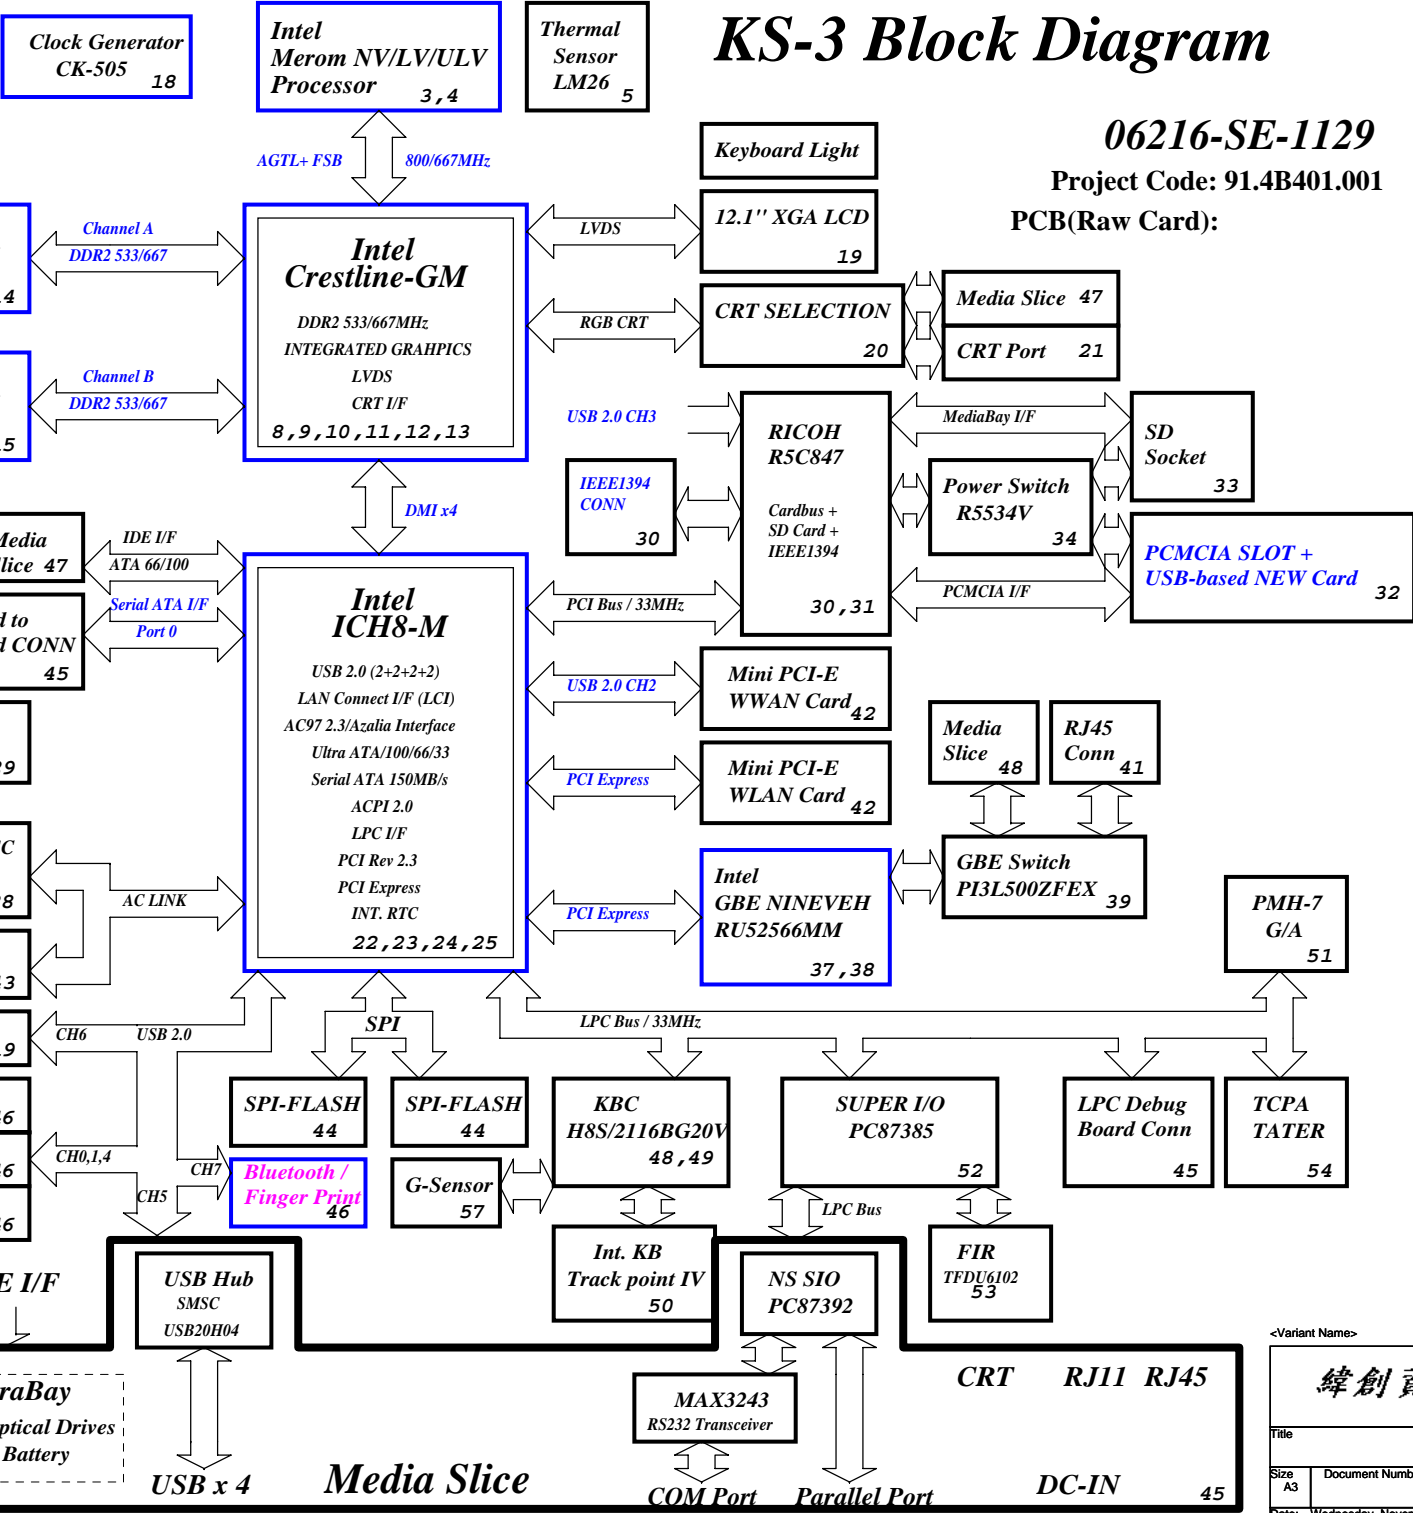 KS-3 Block Diagram
06216-SE-1129
Project Code: 91.4B401.001
PCB(Raw Card):
Clock Generator
CK-505
18
Intel
Merom NV/LV/ULV
Processor
3,4
Thermal
Sensor
LM26
5
AGTL+ FSB
800/667MHz
Keyboard Light
12.1'' XGA LCD
19
LVDS
Channel A
DDR2 533/667
Channel B
DDR2 533/667
Intel
Crestline-GM
DDR2 533/667MHz
INTEGRATED GRAHPICS
LVDS
CRT I/F
8,9,10,11,12,13
RGB CRT
CRT SELECTION
20
Media Slice 47
CRT Port 21
USB 2.0 CH3
RICOH
R5C847
Cardbus +
SD Card +
IEEE1394
30,31
MediaBay I/F
SD
Socket
33
IEEE1394
CONN
30
Power Switch
R5534V
34
PCMCIA SLOT +
USB-based NEW Card
32
PCMCIA I/F
DMI x4
47
IDE I/F
ATA 66/100
Serial ATA I/F
Port 0
CONN
45
Intel
ICH8-M
USB 2.0 (2+2+2+2)
LAN Connect I/F (LCI)
AC97 2.3/Azalia Interface
Ultra ATA/100/66/33
Serial ATA 150MB/s
ACPI 2.0
LPC I/F
PCI Rev 2.3
PCI Express
INT. RTC
22,23,24,25
PCI Bus / 33MHz
USB 2.0 CH2
Mini PCI-E
WWAN Card
42
PCI Express
Mini PCI-E
WLAN Card
42
PCI Express
Intel
GBE NINEVEH
RU52566MM
37,38
Media
Slice
48
RJ45
Conn
41
GBE Switch
PI3L500ZFEX
39
PMH-7
G/A
51
AC LINK
CH6
USB 2.0
SPI
LPC Bus / 33MHz
SPI-FLASH
44
SPI-FLASH
44
KBC
H8S/2116BG20V
48,49
SUPER I/O
PC87385
52
LPC Debug
Board Conn
45
TCPA
TATER
54
CH0,1,4
CH7
CH5
Bluetooth /
Finger Print
46
G-Sensor
57
LPC Bus
Int. KB
Track point IV
50
FIR
TFDU6102
53
I/F
USB Hub
SMSC
USB20H04
NS SIO
PC87392
MAX3243
RS232 Transceiver
CRT RJ11 RJ45
Drives
Battery
USB x 4
Media Slice
COM Port
Parallel Port
DC-IN
45
<Variant Name>
緯創
Title
Size
A3
Document